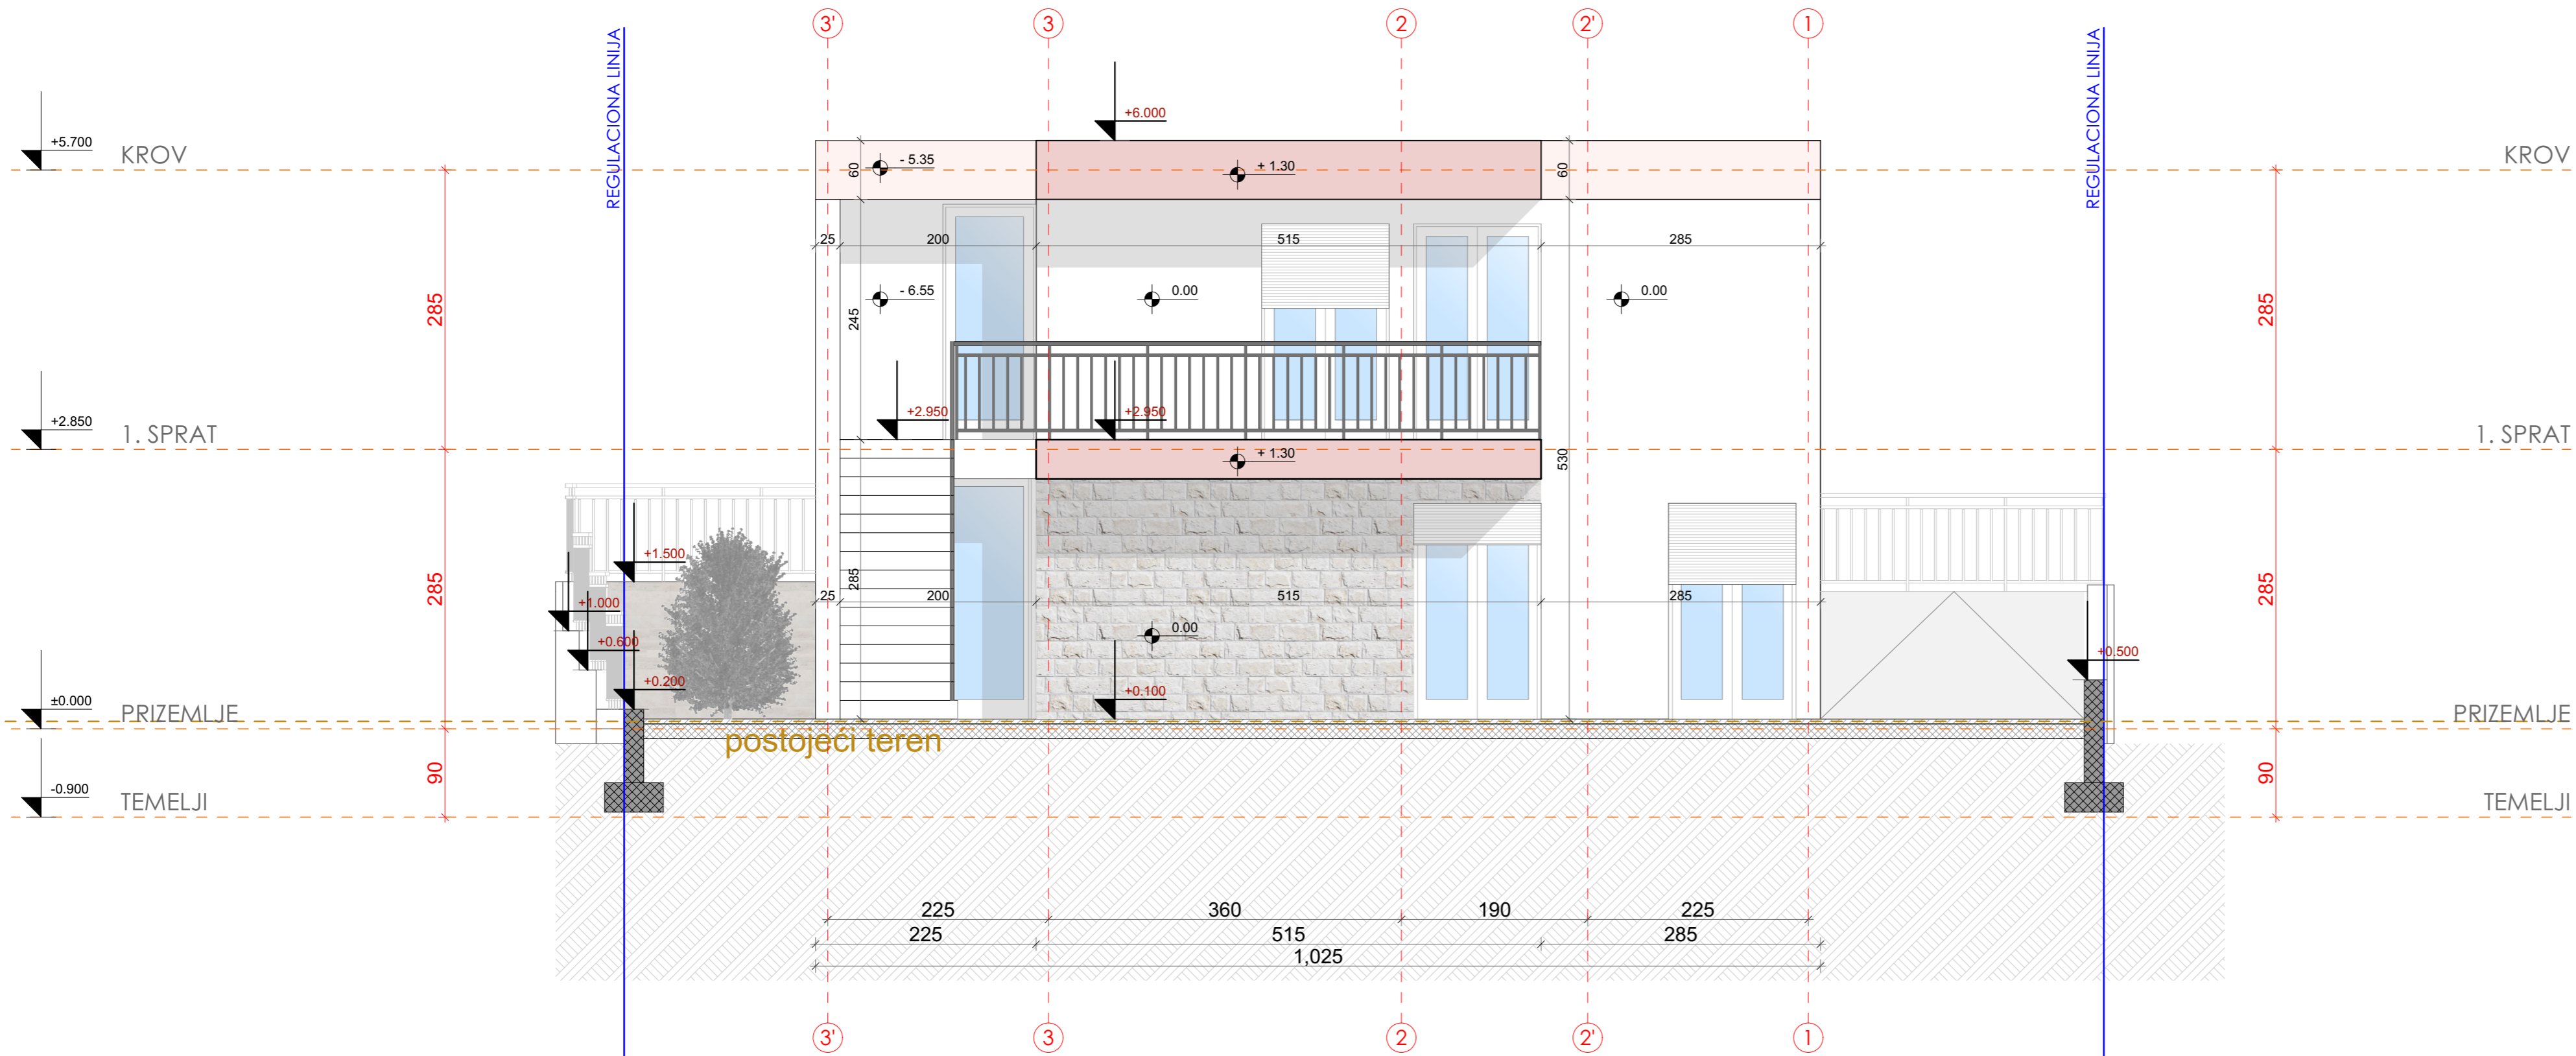 3' 3 2 2' 1
REGULACIONA LINIJA
REGULACIONA LINIJA
+6.000
+5.700 KROV
KROV
60
- 5.35
+ 1.30
60
25 200 515 285
285
245
- 6.55
0.00
0.00
285
+2.950
+2.950
+2.850 1. SPRAT
1. SPRAT
+ 1.30
530
+1.500
285
285
285
25 200 515 285
+1.000
0.00
+0.600
+0.500
+0.200
+0.100
±0.000 PRIZEMLJE
PRIZEMLJE
postojeći teren
90
90
-0.900 TEMELJI
TEMELJI
225 360 190 225
225 515 285
1,025
3' 3 2 2' 1